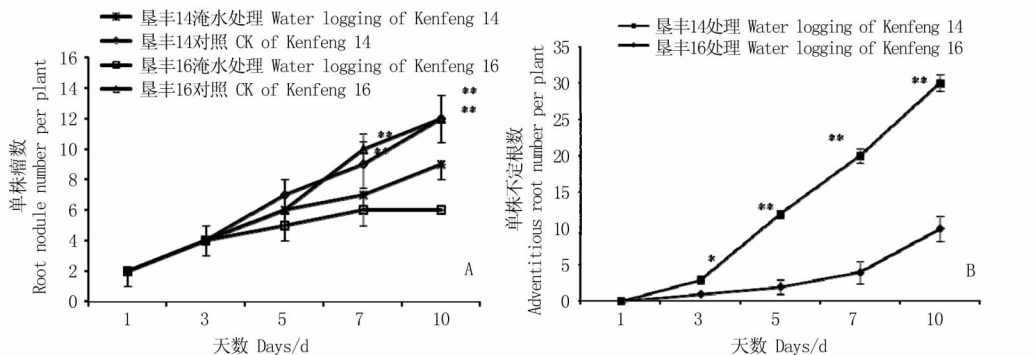 垦丰14淹水处理 Water logging of Kenfeng 14
垦丰14对照 CK of Kenfeng 14
垦丰16淹水处理 Water logging of Kenfeng 16
垦丰16对照 CK of Kenfeng 16
单株瘤数
Root nodule number per plant
18
16
14
12
10
8
6
4
2
0
**
**
**
**
A
1 3 5 7 10
天数 Days/d
垦丰14处理 Water logging of Kenfeng 14
垦丰16处理 Water logging of Kenfeng 16
单株不定根数
Adventitious root number per plant
35
30
25
20
15
10
5
0
*
**
**
**
B
1 3 5 7 10
天数 Days/d